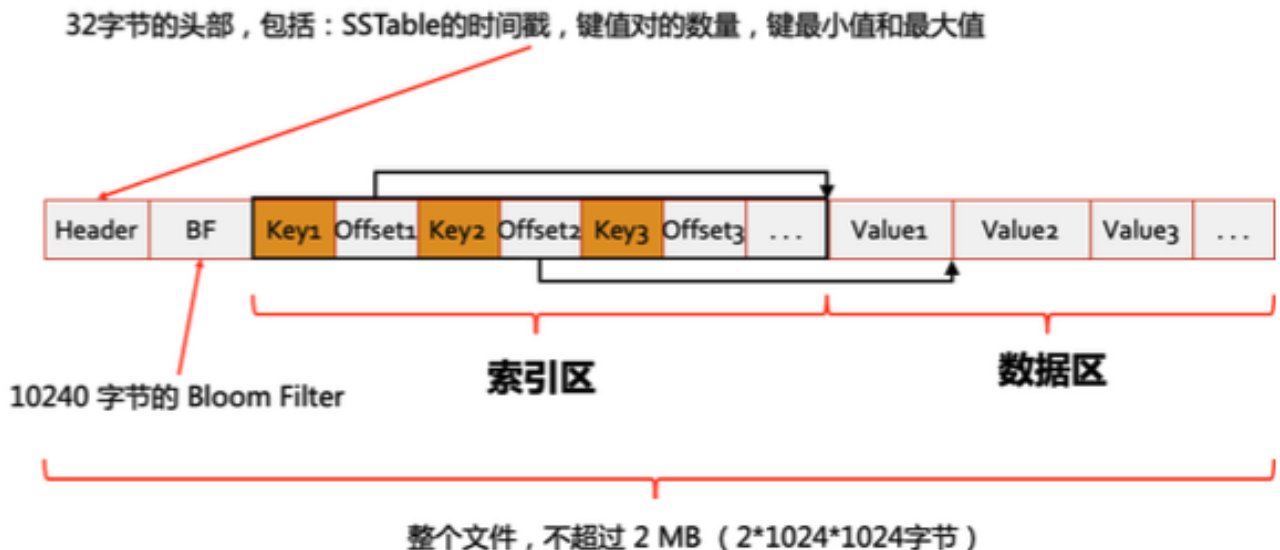 32字节的头部，包括：SSTable的时间戳，键值对的数量，键最小值和最大值
Header BF Key1 Offset1 Key2 Offset2 Key3 Offset3 ... Value1 Value2 Value3 ...
索引区 数据区
10240 字节的 Bloom Filter
整个文件，不超过 2 MB （2*1024*1024字节）